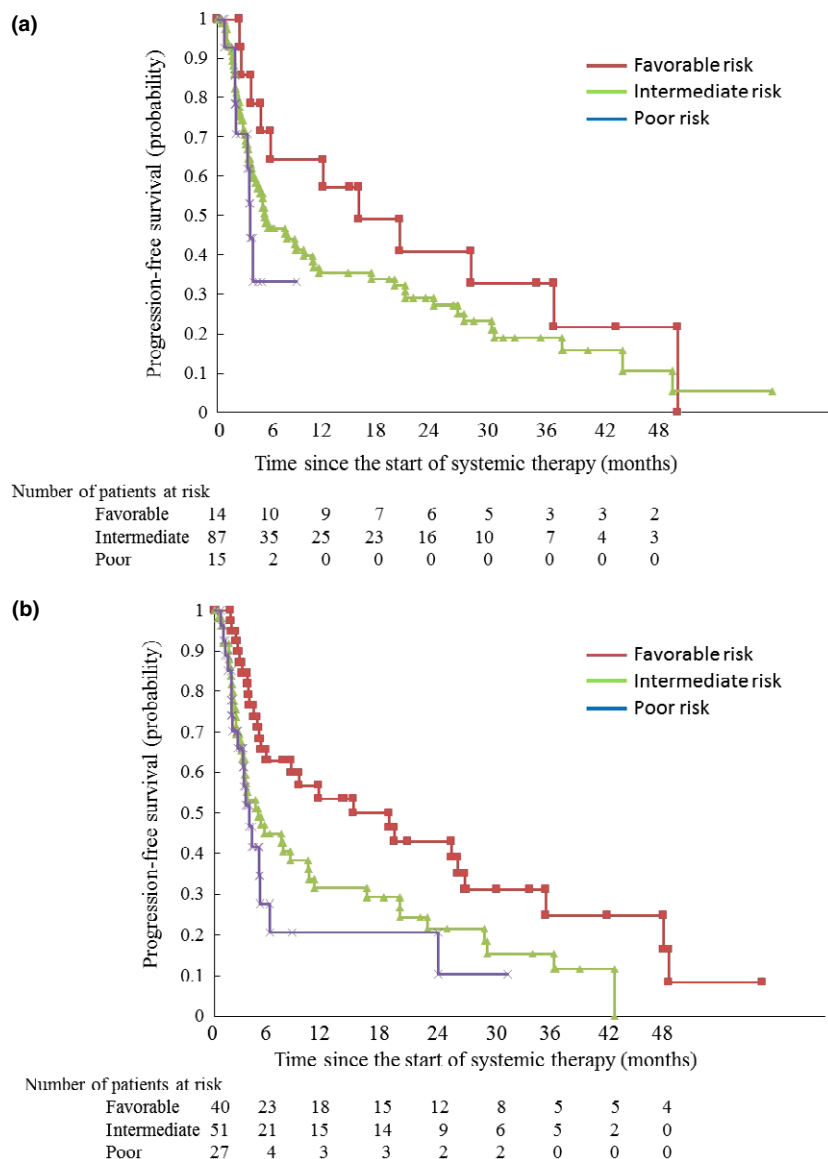 (a)
Progression-free survival (probability)
1
0.9
0.8
0.7
0.6
0.5
0.4
0.3
0.2
0.1
0
Favorable risk
Intermediate risk
Poor risk
0 6 12 18 24 30 36 42 48
Time since the start of systemic therapy (months)
Number of patients at risk
Favorable 14 10 9 7 6 5 3 3 2
Intermediate 87 35 25 23 16 10 7 4 3
Poor 15 2 0 0 0 0 0 0 0
(b)
Progression-free survival (probability)
1
0.9
0.8
0.7
0.6
0.5
0.4
0.3
0.2
0.1
0
Favorable risk
Intermediate risk
Poor risk
0 6 12 18 24 30 36 42 48
Time since the start of systemic therapy (months)
Number of patients at risk
Favorable 40 23 18 15 12 8 5 5 4
Intermediate 51 21 15 14 9 6 5 2 0
Poor 27 4 3 3 2 2 0 0 0